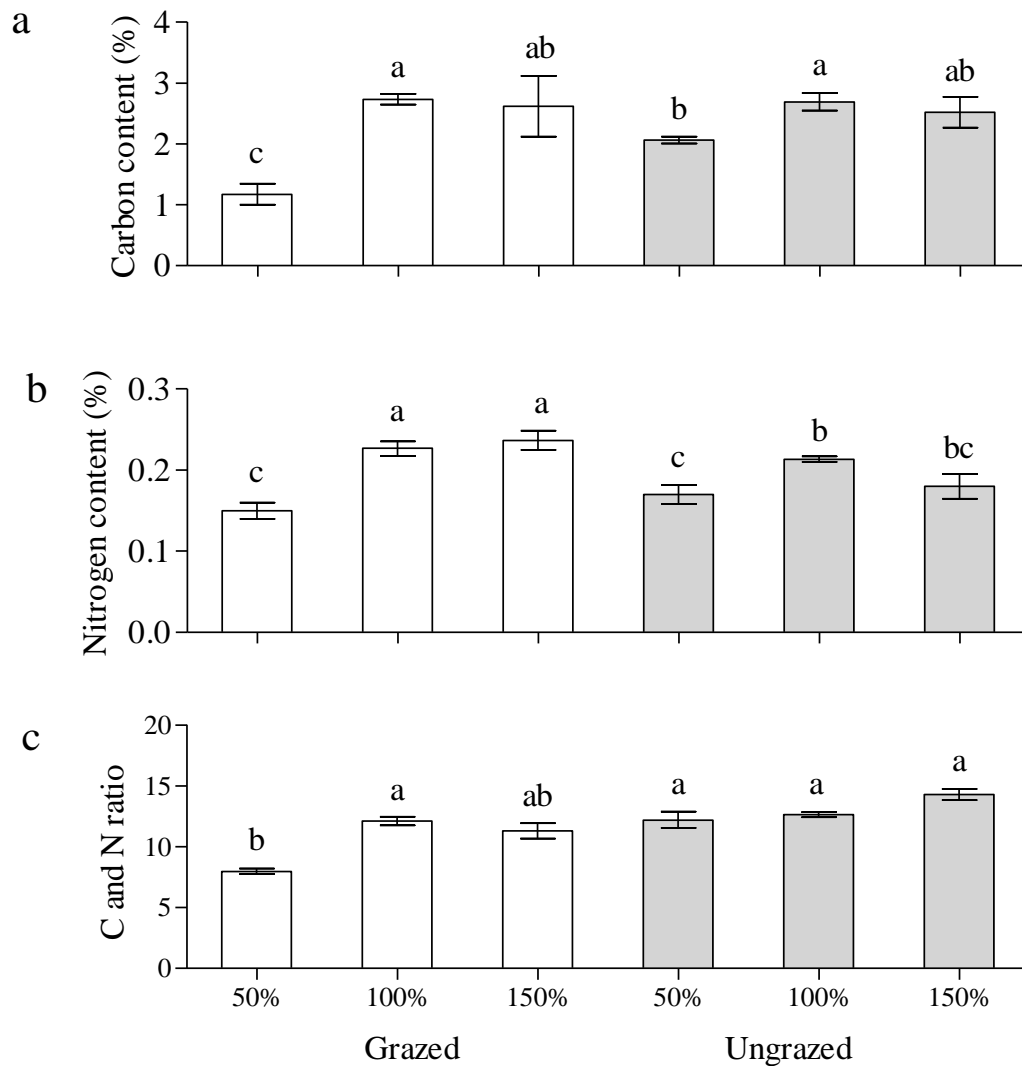 a
Carbon content (%)
4
3
2
1
0
c
a
ab
b
a
ab
b
Nitrogen content (%)
0.3
0.2
0.1
0.0
c
a
a
c
b
bc
c
C and N ratio
20
15
10
5
0
b
a
ab
a
a
a
50% 100% 150% 50% 100% 150%
Grazed Ungrazed